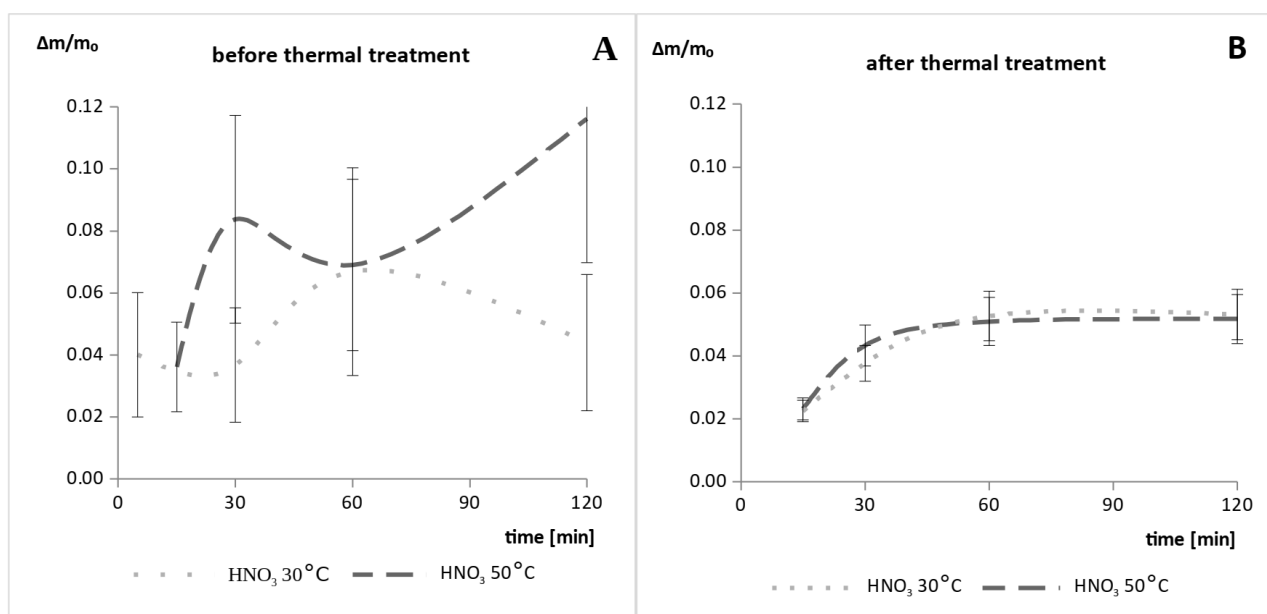 Δm/m₀
before thermal treatment
A
0.12
0.10
0.08
0.06
0.04
0.02
0.00
0 30 60 90 120
time [min]
HNO₃ 30°C HNO₃ 50°C
Δm/m₀
after thermal treatment
B
0.12
0.10
0.08
0.06
0.04
0.02
0.00
0 30 60 90 120
time [min]
HNO₃ 30°C HNO₃ 50°C